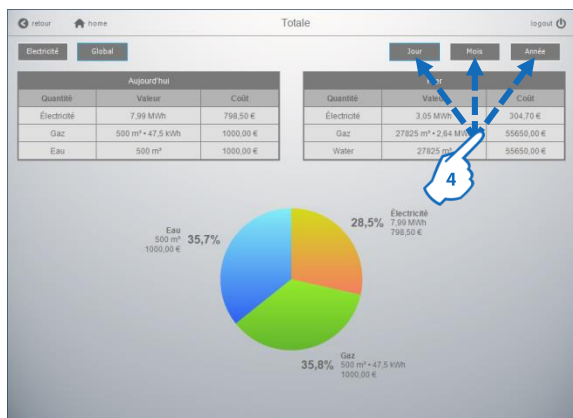 retour home Totale logout
Electricité Global Jour Mois Année
Aujourd'hui
Quantité Valeur Coût
Électricité 7,99 MWh 798,50 €
Gaz 500 m³ • 47,5 kWh 1000,00 €
Eau 500 m³ 1000,00 €
Hier
Quantité Valeur Coût
Électricité 3,05 MWh 304,70 €
Gaz 27825 m³ • 2,64 MWh 55650,00 €
Water 27825 m³ 55650,00 €
4
Eau
500 m³
1000,00 €
35,7%
28,5%
Électricité
7,99 MWh
798,50 €
35,8%
Gaz
500 m³ • 47,5 kWh
1000,00 €